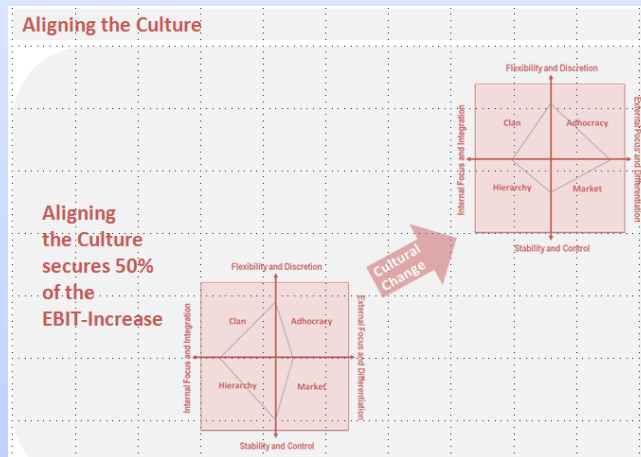 Aligning the Culture
Flexibility and Discretion
Internal Focus and Integration
Clan
Adhocracy
External Focus and Differentiation
Hierarchy
Market
Stability and Control
Aligning
the Culture
secures 50%
of the
EBIT-Increase
Cultural
Change
Flexibility and Discretion
Internal Focus and Integration
Clan
Adhocracy
External Focus and Differentiation
Hierarchy
Market
Stability and Control